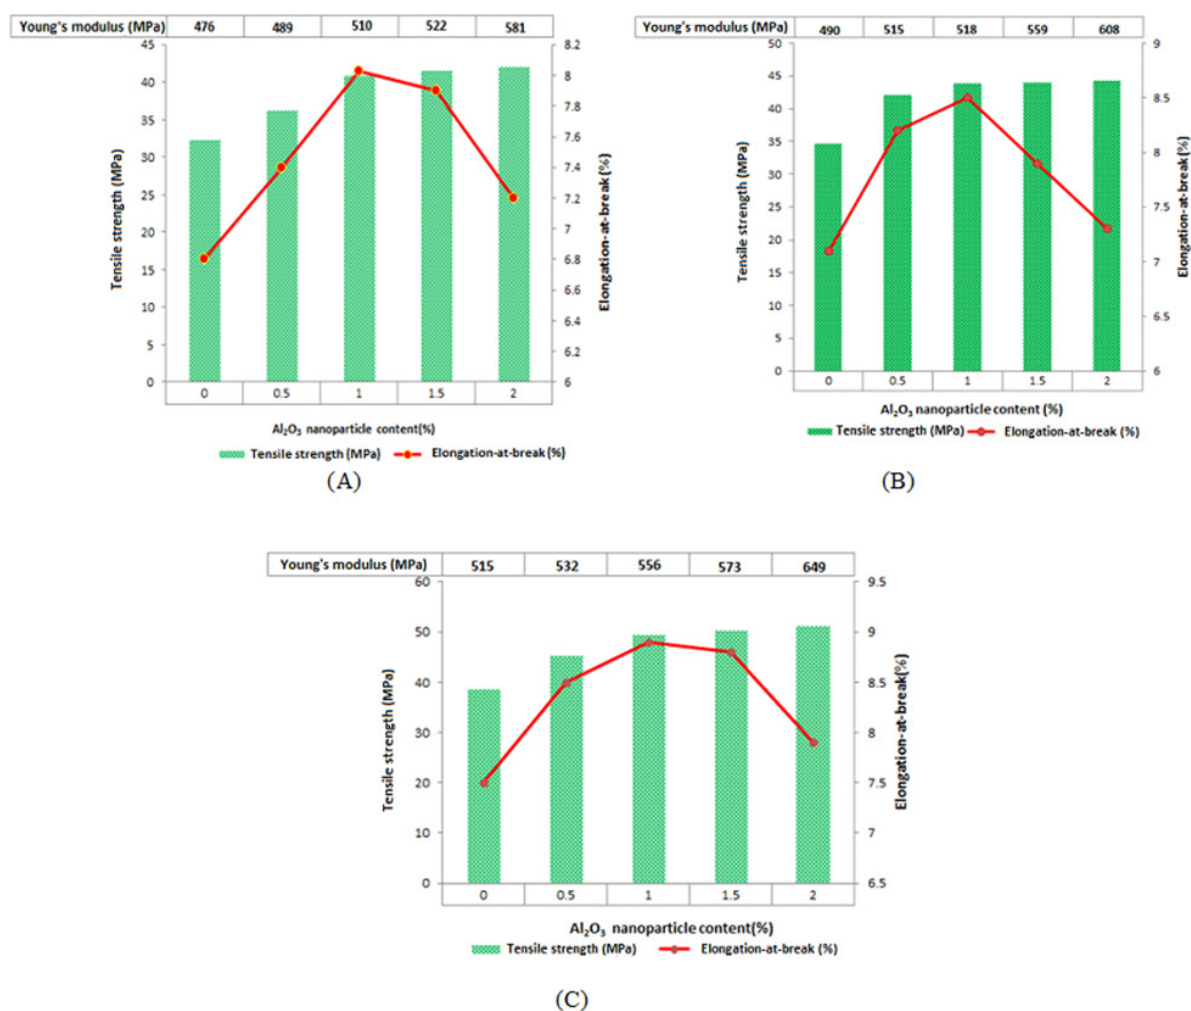 Young's modulus (MPa) 476 489 510 522 581
Tensile strength (MPa)
45
40
35
30
25
20
15
10
5
0
8.2
8
7.8
7.6
7.4
7.2
7
6.8
6.6
6.4
6.2
6
Elongation-at-break(%)
0 0.5 1 1.5 2
Al₂O₃ nanoparticle content(%)
Tensile strength (MPa) Elongation-at-break (%)
(A)
Young's modulus (MPa) 490 515 518 559 608
Tensile strength (MPa)
50
45
40
35
30
25
20
15
10
5
0
9
8.5
8
7.5
7
6.5
6
Elongation-at-break (%)
0 0.5 1 1.5 2
Al₂O₃ nanoparticle content (%)
Tensile strength (MPa) Elongation-at-break (%)
(B)
Young's modulus (MPa) 515 532 556 573 649
Tensile strength (MPa)
60
50
40
30
20
10
0
9.5
9
8.5
8
7.5
7
6.5
Elongation-at-break(%)
0 0.5 1 1.5 2
Al₂O₃ nanoparticle content(%)
Tensile strength (MPa) Elongation-at-break (%)
(C)